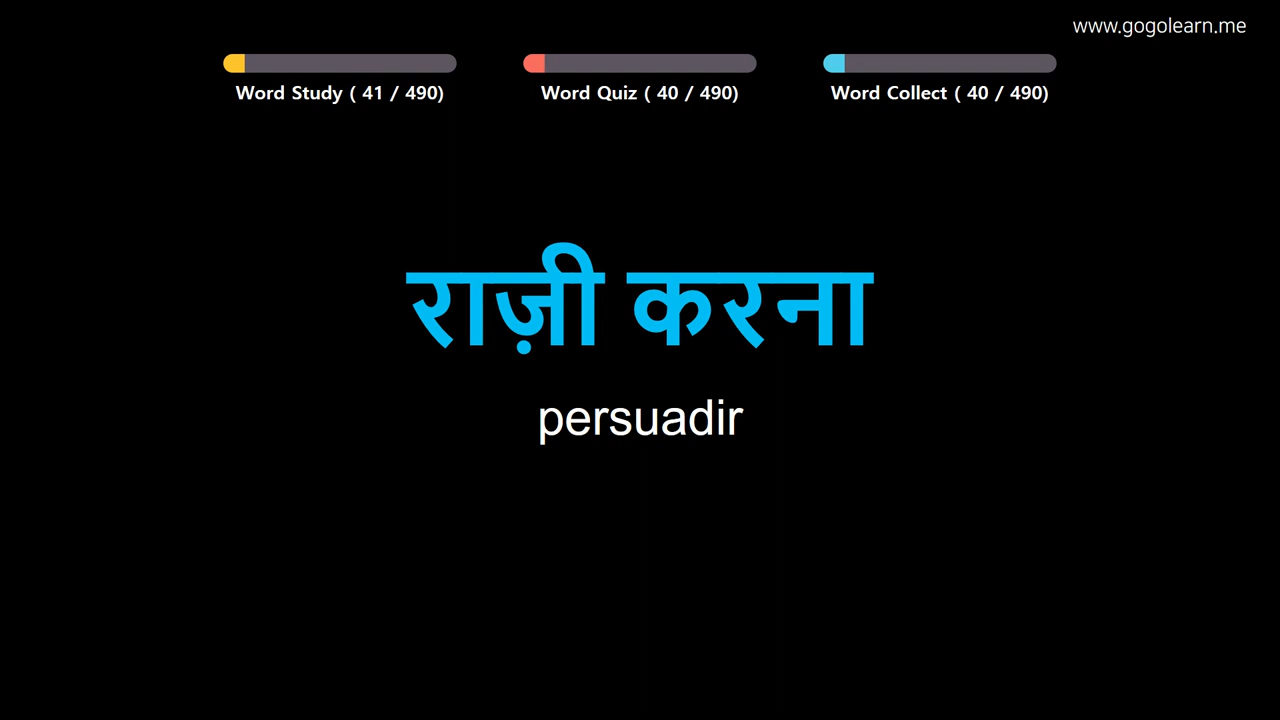 www.gogolearn.me
Word Study ( 41 / 490)
Word Quiz ( 40 / 490)
Word Collect ( 40 / 490)
राज़ी करना
persuadir